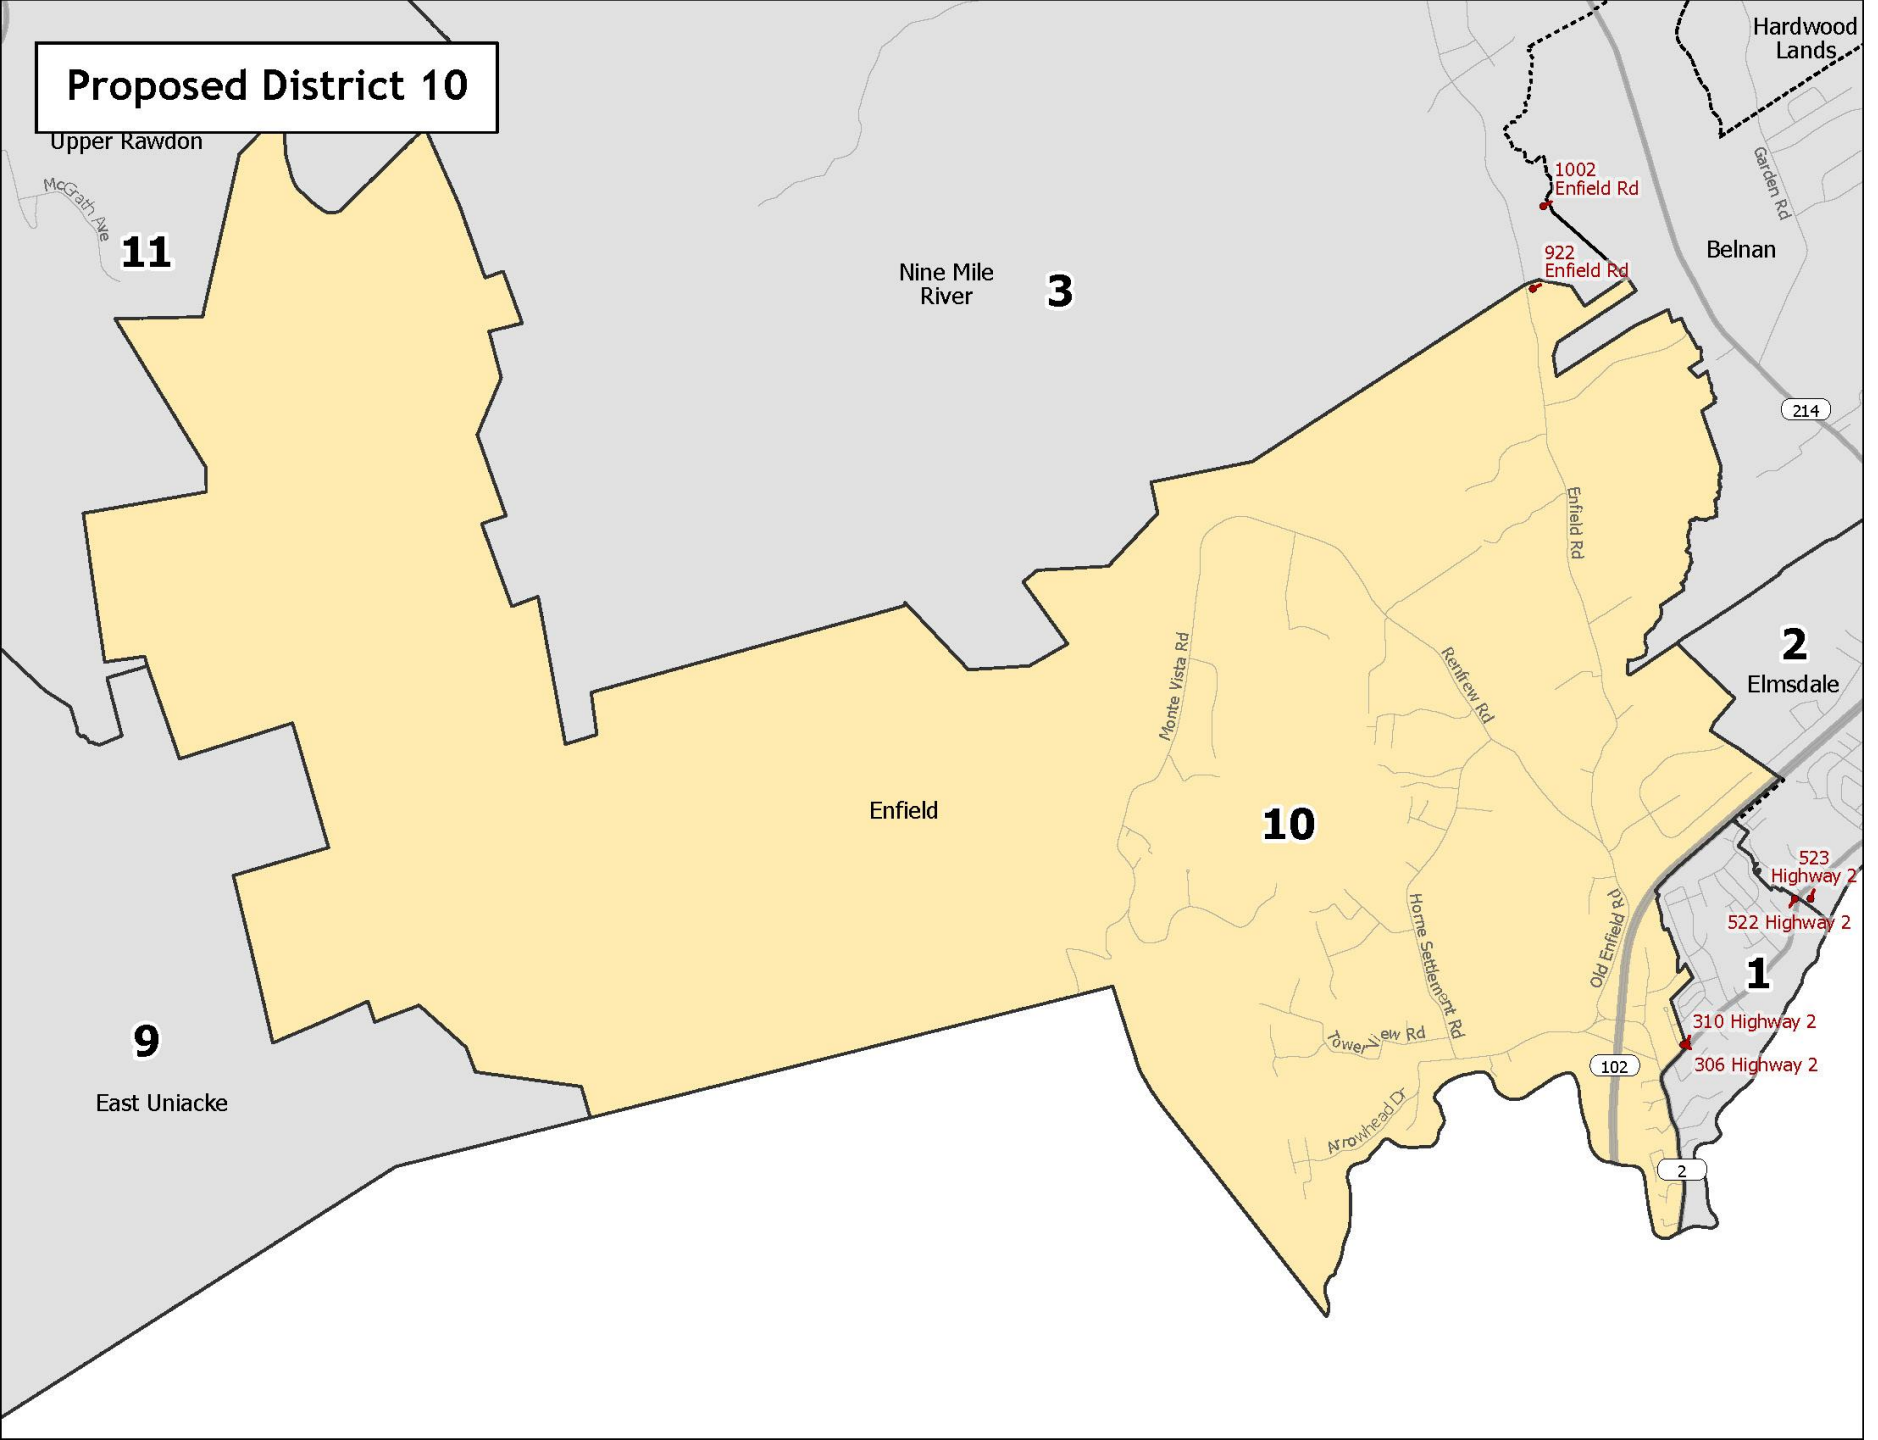 Hardwood
Lands
Proposed District 10
Upper Rawdon
McGrath Ave
11
1002
Enfield Rd
Garden Rd
Belnan
922
Enfield Rd
Nine Mile
River
3
214
Enfield Rd
2
Elmsdale
Monte Vista Rd
Renfrew Rd
Enfield
10
523
Highway 2
522 Highway 2
Horne Settlement Rd
Old Enfield Rd
1
310 Highway 2
9
Tower View Rd
102
306 Highway 2
East Uniacke
Arrowhead Dr
2